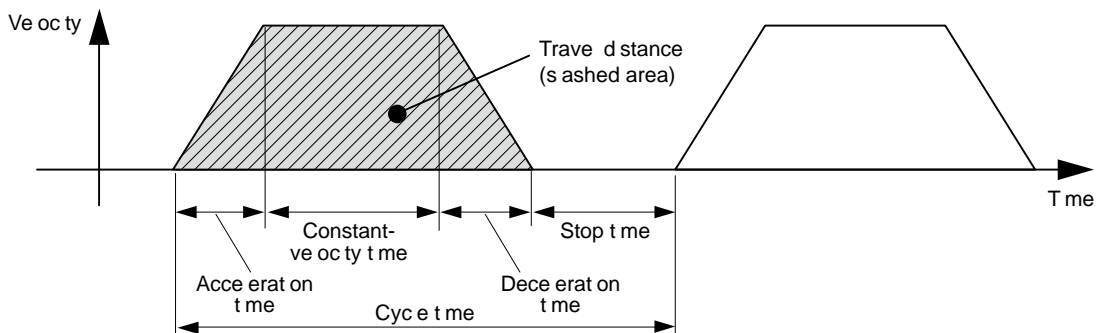 Ve oc ty
Trave d stance
(s ashed area)
T me
Constant-
ve oc ty t me
Stop t me
Acce erat on
t me
Dece erat on
t me
Cyc e t me